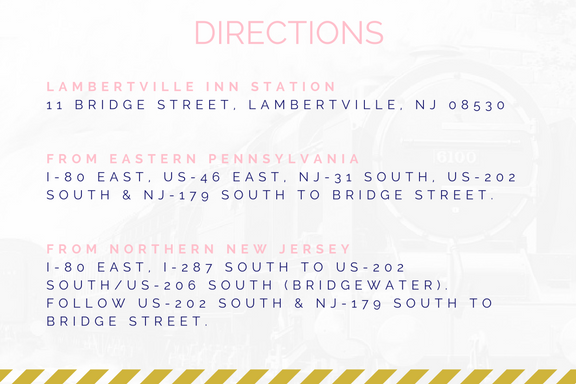 DIRECTIONS
LAMBERTVILLE INN STATION
11 BRIDGE STREET, LAMBERTVILLE, NJ 08530
FROM EASTERN PENNSYLVANIA
I-80 EAST, US-46 EAST, NJ-31 SOUTH, US-202
SOUTH & NJ-179 SOUTH TO BRIDGE STREET.
FROM NORTHERN NEW JERSEY
I-80 EAST, I-287 SOUTH TO US-202
SOUTH/US-206 SOUTH (BRIDGEWATER).
FOLLOW US-202 SOUTH & NJ-179 SOUTH TO
BRIDGE STREET.